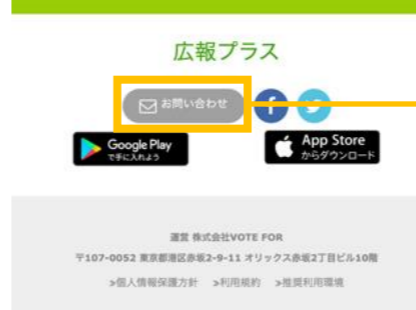 広報プラス
お問い合わせ
f
Google Play
で手に入れよう
App Store
からダウンロード
運営 株式会社VOTE FOR
〒107-0052 東京都港区赤坂2-9-11 オリックス赤坂2丁目ビル10階
>個人情報保護方針 >利用規約 >推奨利用環境